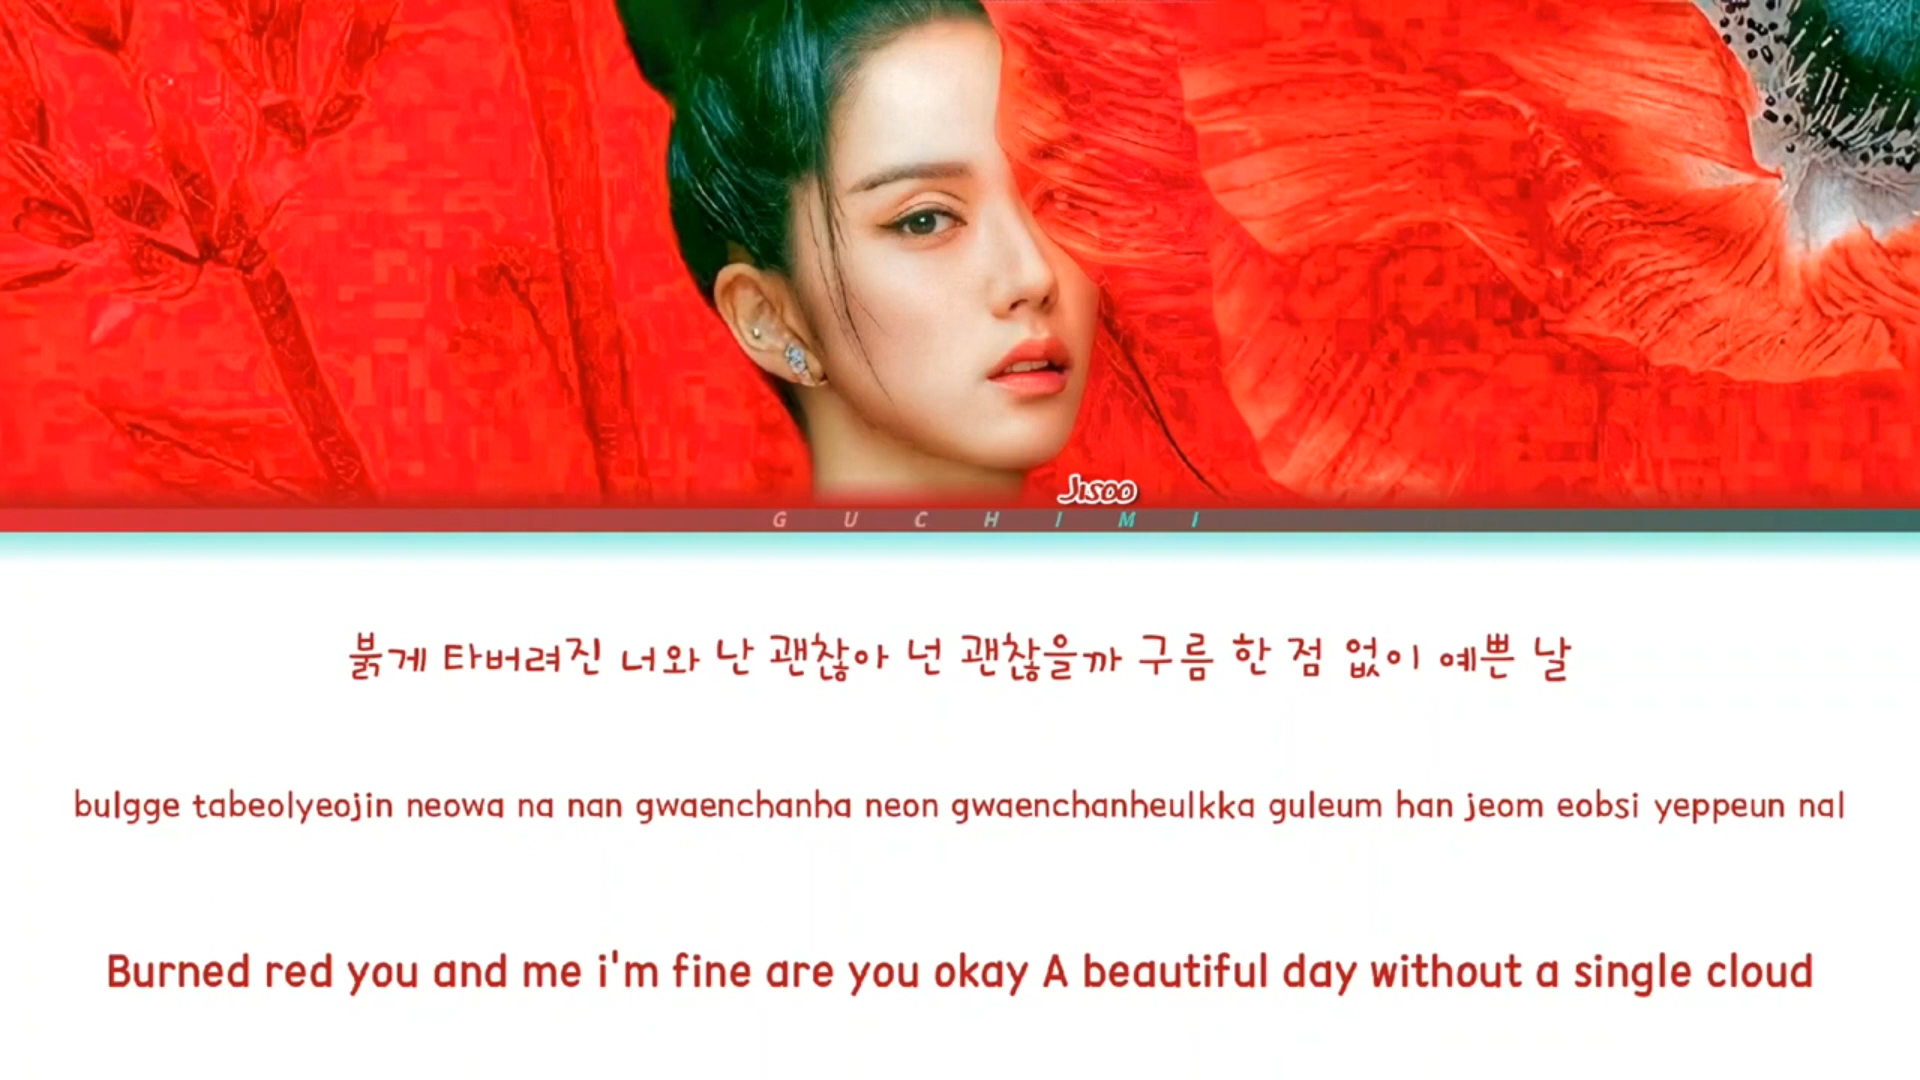 Jisoo
GUCHIMI
붉게 타버려진 너와 난 괜찮아 넌 괜찮을까 구름 한 점 없이 예쁜 날
bulgge tabeolyeojin neowa na nan gwaenchanha neon gwaenchanheulkka guleum han jeom eobsi yeppeun nal
Burned red you and me i'm fine are you okay A beautiful day without a single cloud